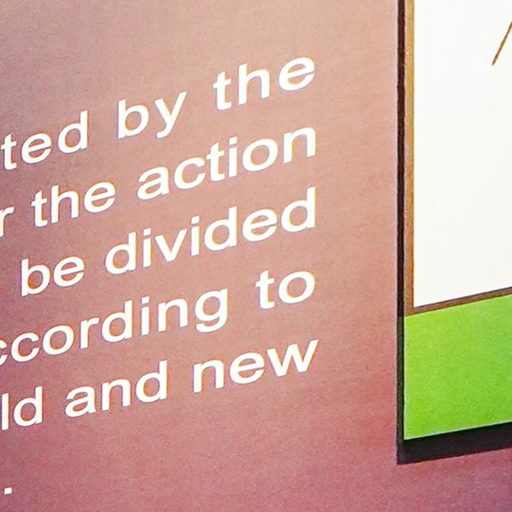 ted by the
r the action
be divided
ccording to
ld and new
.